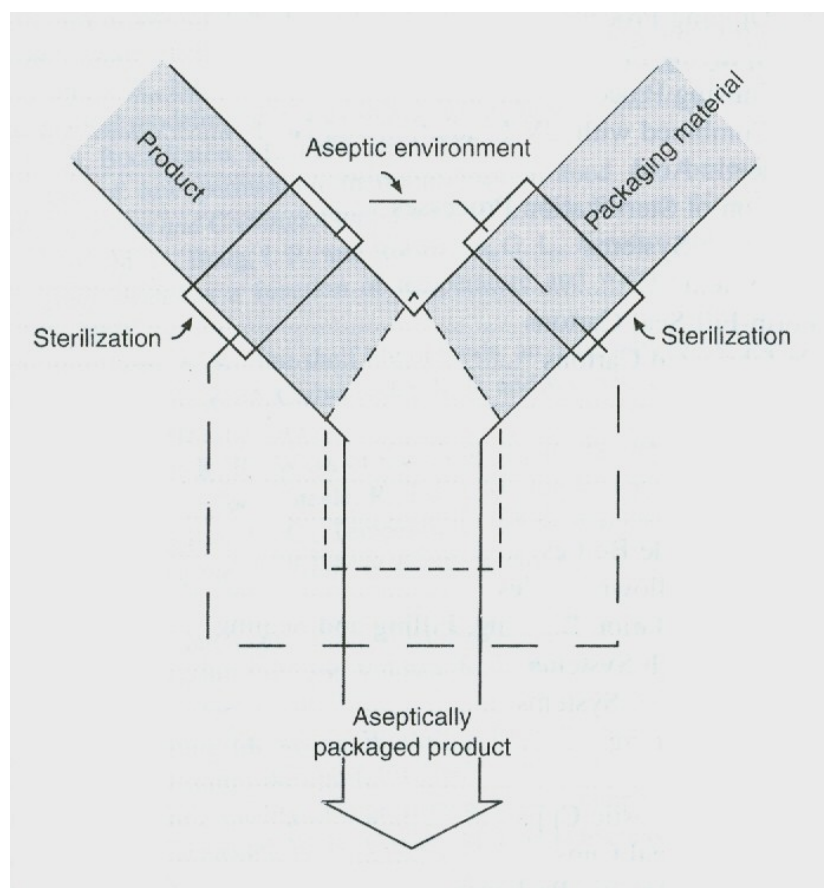 Product
Aseptic environment
Packaging material
Sterilization
Sterilization
Aseptically
packaged product